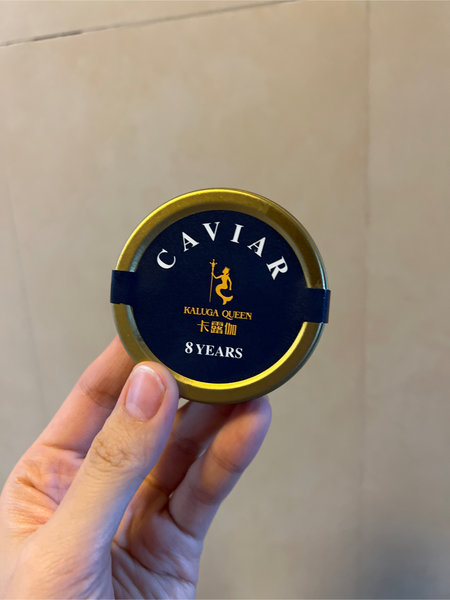 CAVIAR
KALUGA QUEEN
卡露伽
8 YEARS